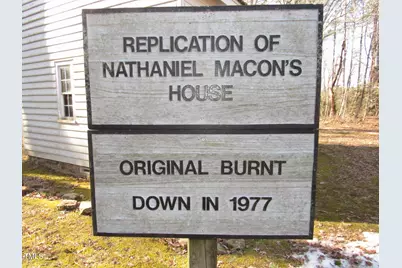 REPLICATION OF
NATHANIEL MACON'S
HOUSE
ORIGINAL BURNT
DOWN IN 1977